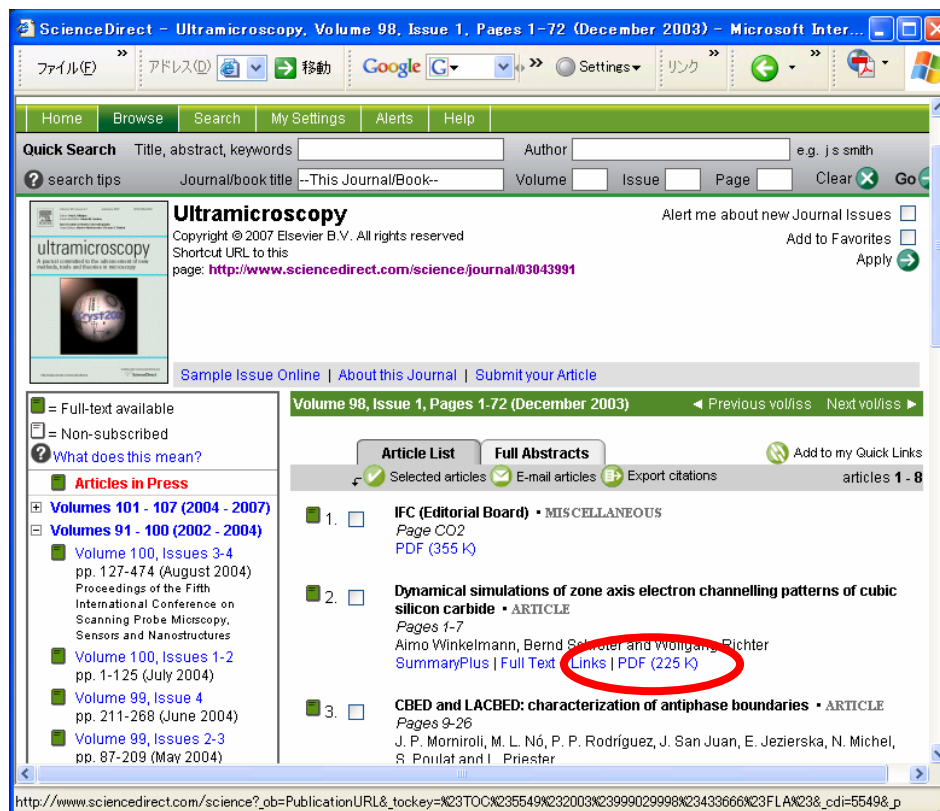 ScienceDirect - Ultramicroscopy, Volume 98, Issue 1, Pages 1-72 (December 2003) - Microsoft Inter...
ファイル(F) » アドレス(D) 移動 Google G » Settings リンク » »
Home Browse Search My Settings Alerts Help
Quick Search Title, abstract, keywords Author e.g. j s smith
? search tips Journal/book title --This Journal/Book-- Volume Issue Page Clear Go
Ultramicroscopy
Alert me about new Journal Issues
Copyright © 2007 Elsevier B.V. All rights reserved
Add to Favorites
Shortcut URL to this
page: http://www.sciencedirect.com/science/journal/03043991
Apply
ultramicroscopy
Sample Issue Online | About this Journal | Submit your Article
= Full-text available
= Non-subscribed
? What does this mean?
Articles in Press
+ Volumes 101 - 107 (2004 - 2007)
- Volumes 91 - 100 (2002 - 2004)
Volume 100, Issues 3-4
pp. 127-474 (August 2004)
Proceedings of the Fifth
International Conference on
Scanning Probe Micrscopy,
Sensors and Nanostructures
Volume 100, Issues 1-2
pp. 1-125 (July 2004)
Volume 99, Issue 4
pp. 211-268 (June 2004)
Volume 99, Issues 2-3
pp. 87-209 (May 2004)
Volume 98, Issue 1, Pages 1-72 (December 2003) ◄ Previous vol/iss Next vol/iss ►
Article List Full Abstracts Add to my Quick Links
Selected articles E-mail articles Export citations articles 1 - 8
1. IFC (Editorial Board) • MISCELLANEOUS
Page CO2
PDF (355 K)
2. Dynamical simulations of zone axis electron channelling patterns of cubic
silicon carbide • ARTICLE
Pages 1-7
Aimo Winkelmann, Bernd Schröter and Wolfgang Richter
SummaryPlus | Full Text + Links | PDF (225 K)
3. CBED and LACBED: characterization of antiphase boundaries • ARTICLE
Pages 9-26
J. P. Morniroli, M. L. Nó, P. P. Rodríguez, J. San Juan, E. Jezierska, N. Michel,
S. Poulat and L. Priester
http://www.sciencedirect.com/science?_ob=PublicationURL&_tockey=%23TOC%235549%232003%23999029998%23433666%23FLA%23&_cdi=5549&_p